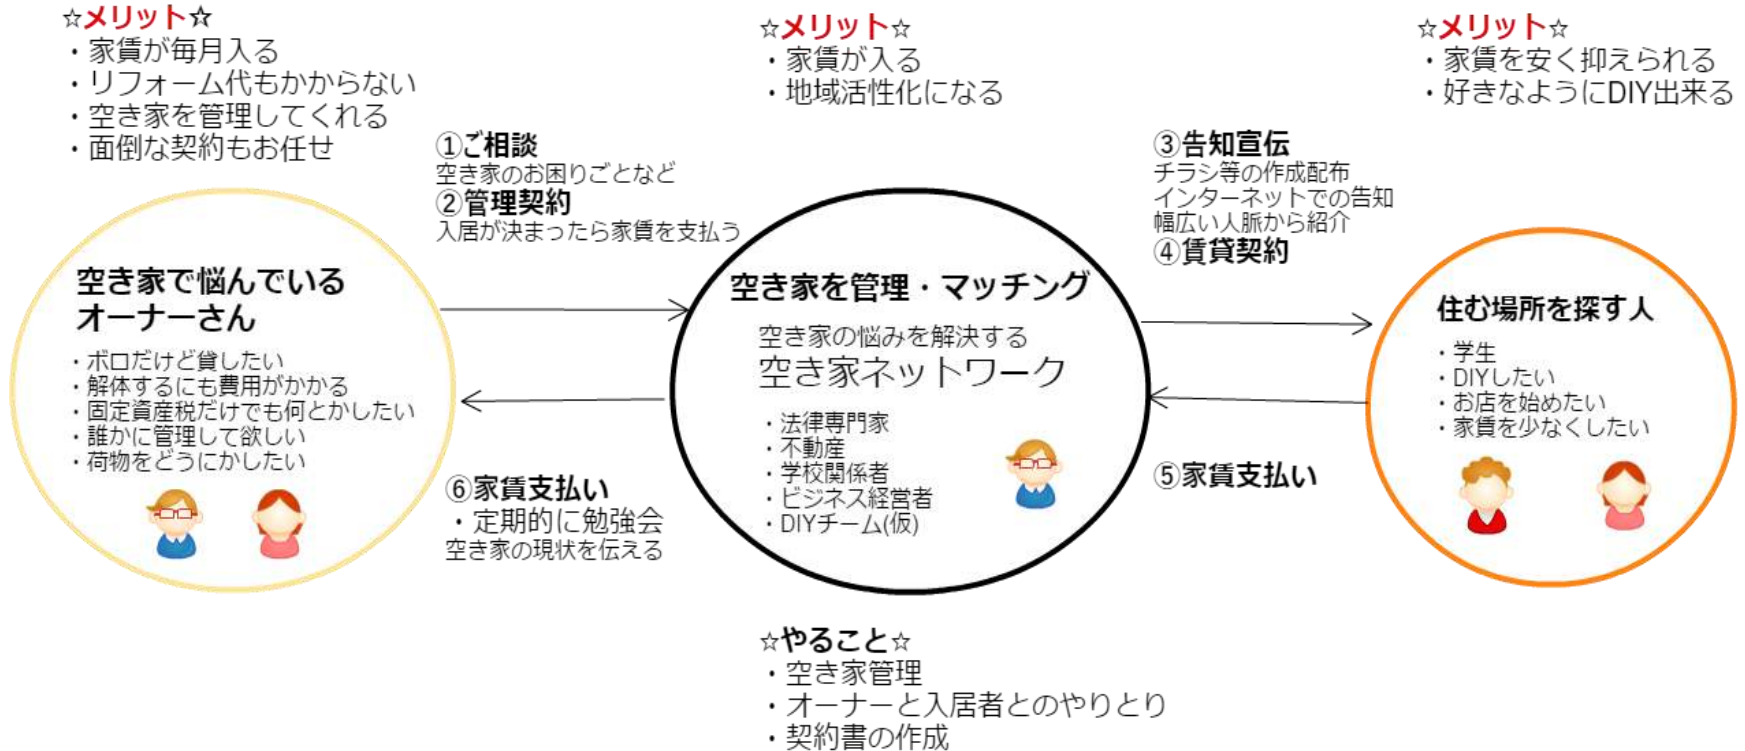 ☆メリット☆
・家賃が毎月入る
・リフォーム代もかからない
・空き家を管理してくれる
・面倒な契約もお任せ
①ご相談
空き家のお困りごとなど
②管理契約
入居が決まったら家賃を支払う
空き家で悩んでいる
オーナーさん
・ボロだけど貸したい
・解体するにも費用がかかる
・固定資産税だけでも何とかしたい
・誰かに管理して欲しい
・荷物をどうにかしたい
⑥家賃支払い
・定期的に勉強会
空き家の現状を伝える
☆メリット☆
・家賃が入る
・地域活性化になる
空き家を管理・マッチング
空き家の悩みを解決する
空き家ネットワーク
・法律専門家
・不動産
・学校関係者
・ビジネス経営者
・DIYチーム(仮)
☆やること☆
・空き家管理
・オーナーと入居者とのやりとり
・契約書の作成
③告知宣伝
チラシ等の作成配布
インターネットでの告知
幅広い人脈から紹介
④賃貸契約
⑤家賃支払い
☆メリット☆
・家賃を安く抑えられる
・好きなようにDIY出来る
住む場所を探す人
・学生
・DIYしたい
・お店を始めたい
・家賃を少なくしたい